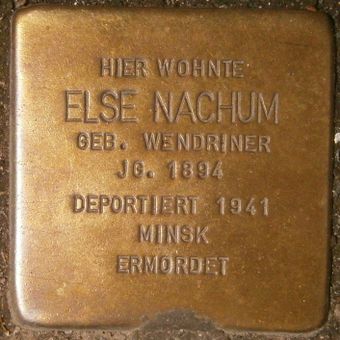 HIER WOHNTE
ELSE NACHUM
GEB. WENDRINER
JG. 1894
DEPORTIERT 1941
MINSK
ERMORDET